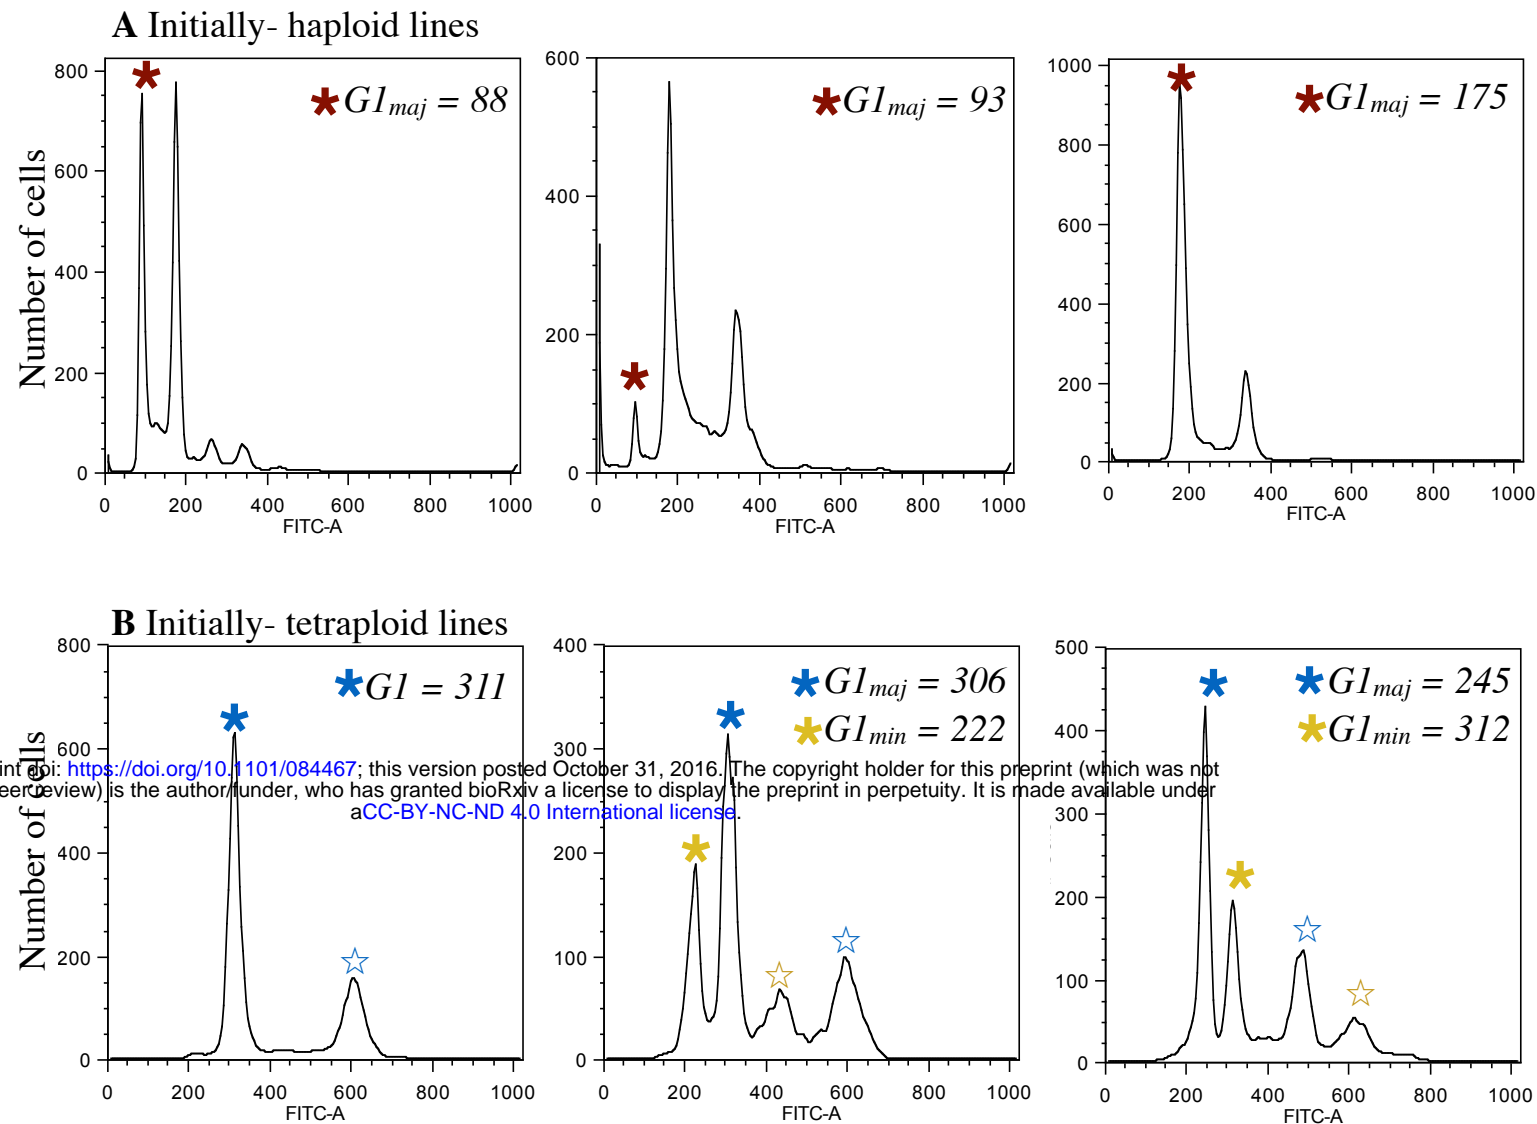 A Initially- haploid lines
G1maj = 88
G1maj = 93
G1maj = 175
Number of cells
800
600
400
200
0
0 200 400 600 800 1000
FITC-A
600
400
200
0
0 200 400 600 800 1000
FITC-A
1000
800
600
400
200
0
0 200 400 600 800 1000
FITC-A
B Initially- tetraploid lines
G1 = 311
G1maj = 306
G1min = 222
G1maj = 245
G1min = 312
Number of cells
int doi: https://doi.org/10.1101/084467; this version posted October 31, 2016. The copyright holder for this preprint (which was not
eer review) is the author/funder, who has granted bioRxiv a license to display the preprint in perpetuity. It is made available under
aCC-BY-NC-ND 4.0 International license.
800
600
400
200
0
0 200 400 600 800 1000
FITC-A
400
300
200
100
0
0 200 400 600 800 1000
FITC-A
500
400
300
200
100
0
0 200 400 600 800 1000
FITC-A